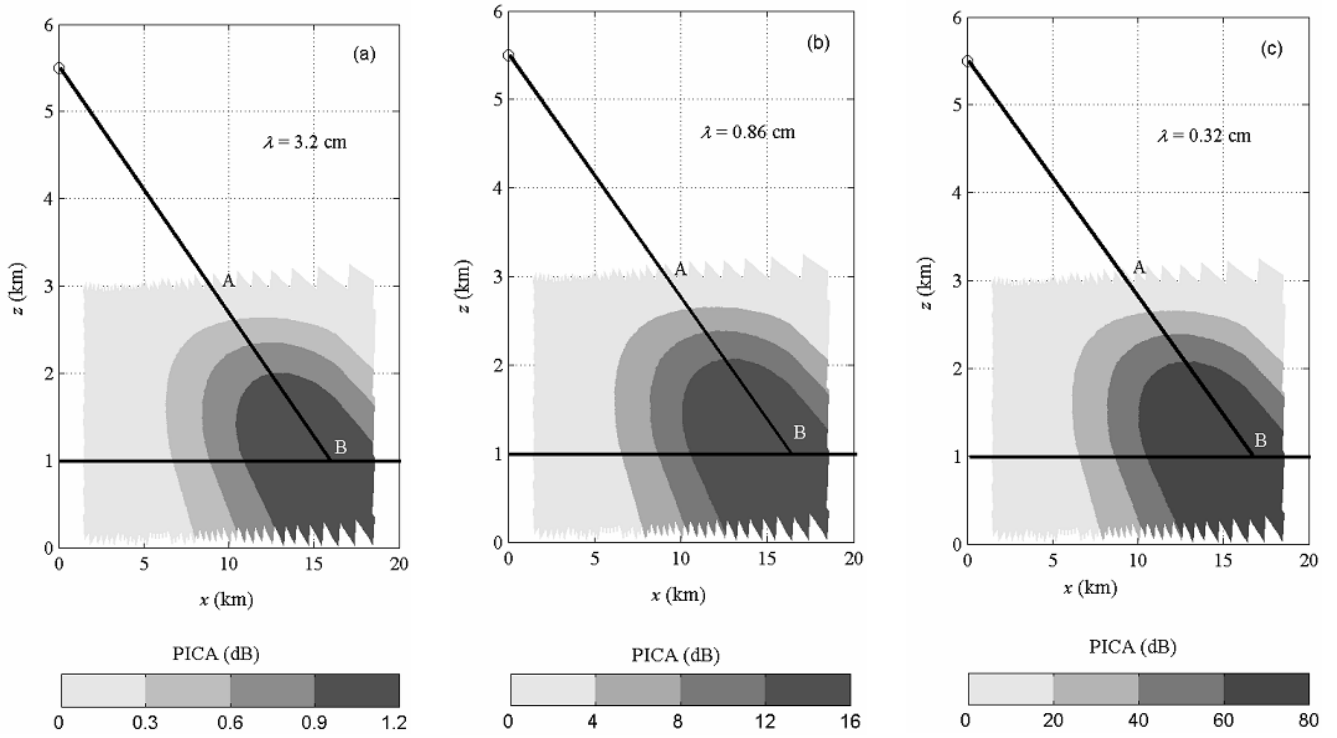 (a)
λ = 3.2 cm
A
B
z (km)
6
5
4
3
2
1
0
0 5 10 15 20
x (km)
PICA (dB)
0 0.3 0.6 0.9 1.2
(b)
λ = 0.86 cm
A
B
z (km)
6
5
4
3
2
1
0
0 5 10 15 20
x (km)
PICA (dB)
0 4 8 12 16
(c)
λ = 0.32 cm
A
B
z (km)
6
5
4
3
2
1
0
0 5 10 15 20
x (km)
PICA (dB)
0 20 40 60 80